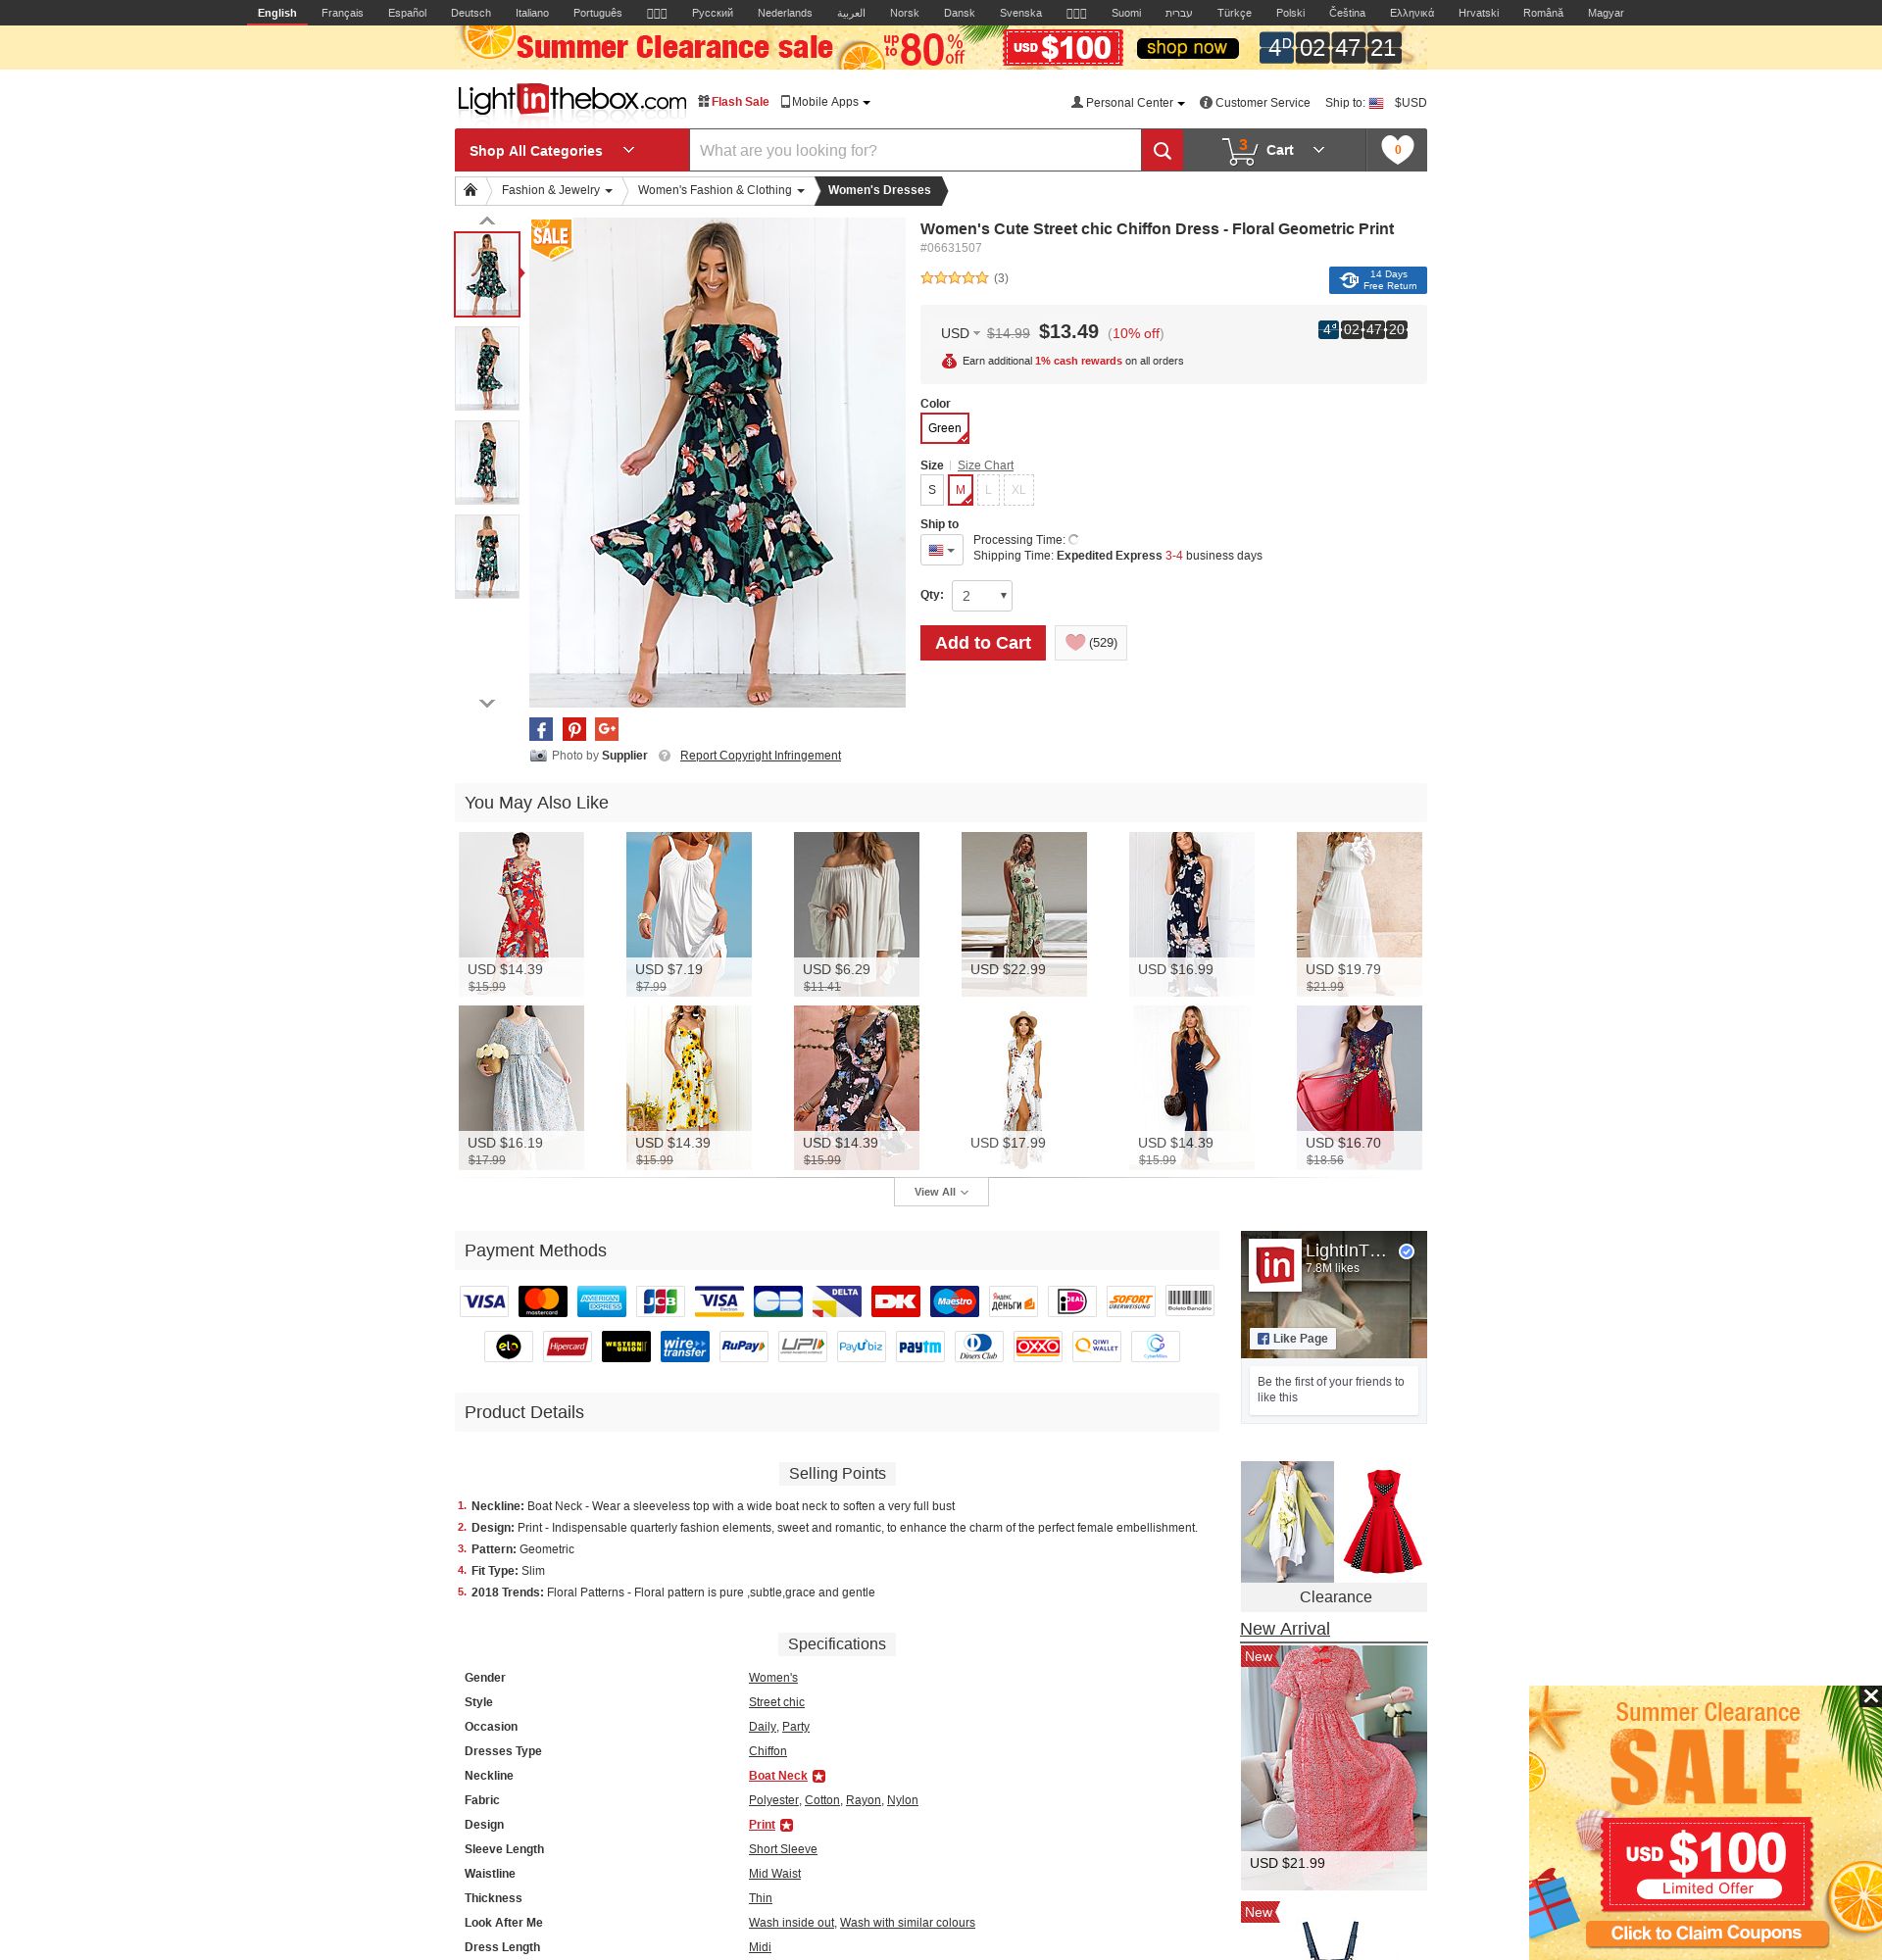 English Français Español Deutsch Italiano Português Русский Nederlands العربية Norsk Dansk Svenska Suomi עברית Türkçe Polski Čeština Ελληνικά Hrvatski Română Magyar
Summer Clearance sale up to 80% off USD $100 shop now 4D 02 47 21
Lightinthebox.com Flash Sale Mobile Apps Personal Center Customer Service Ship to: $USD
Shop All Categories What are you looking for? 3 Cart 0
Fashion & Jewelry Women's Fashion & Clothing Women's Dresses
SALE
Women's Cute Street chic Chiffon Dress - Floral Geometric Print
#06631507
(3)
14 Days
Free Return
USD $14.99 $13.49 (10% off) 4d 02 47 20
Earn additional 1% cash rewards on all orders
Color
Green
Size Size Chart
S M L XL
Ship to
Processing Time:
Shipping Time: Expedited Express 3-4 business days
Qty: 2
Add to Cart (529)
Photo by Supplier ? Report Copyright Infringement
You May Also Like
USD $14.39 USD $7.19 USD $6.29 USD $22.99 USD $16.99 USD $19.79
$15.99 $7.99 $11.41 $21.99
USD $16.19 USD $14.39 USD $14.39 USD $17.99 USD $14.39 USD $16.70
$17.99 $15.99 $15.99 $15.99 $18.56
View All
Payment Methods
VISA mastercard AMERICAN EXPRESS JCB VISA Electron CB DELTA DK Maestro Яндекс Деньги iDEAL SOFORT ÜBERWEISUNG Boleto Bancário
elo Hipercard WESTERN UNION wire transfer RuPay UPI PayUbiz paytm Diners Club OXXO QIWI WALLET
LightInT...
7.8M likes
Like Page
Be the first of your friends to
like this
Product Details
Selling Points
1. Neckline: Boat Neck - Wear a sleeveless top with a wide boat neck to soften a very full bust
2. Design: Print - Indispensable quarterly fashion elements, sweet and romantic, to enhance the charm of the perfect female embellishment.
3. Pattern: Geometric
4. Fit Type: Slim
5. 2018 Trends: Floral Patterns - Floral pattern is pure ,subtle,grace and gentle
Clearance
New Arrival
New
USD $21.99
New
Specifications
Gender Women's
Style Street chic
Occasion Daily, Party
Dresses Type Chiffon
Neckline Boat Neck
Fabric Polyester, Cotton, Rayon, Nylon
Design Print
Sleeve Length Short Sleeve
Waistline Mid Waist
Thickness Thin
Look After Me Wash inside out, Wash with similar colours
Dress Length Midi
Summer Clearance
SALE
USD $100
Limited Offer
Click to Claim Coupons